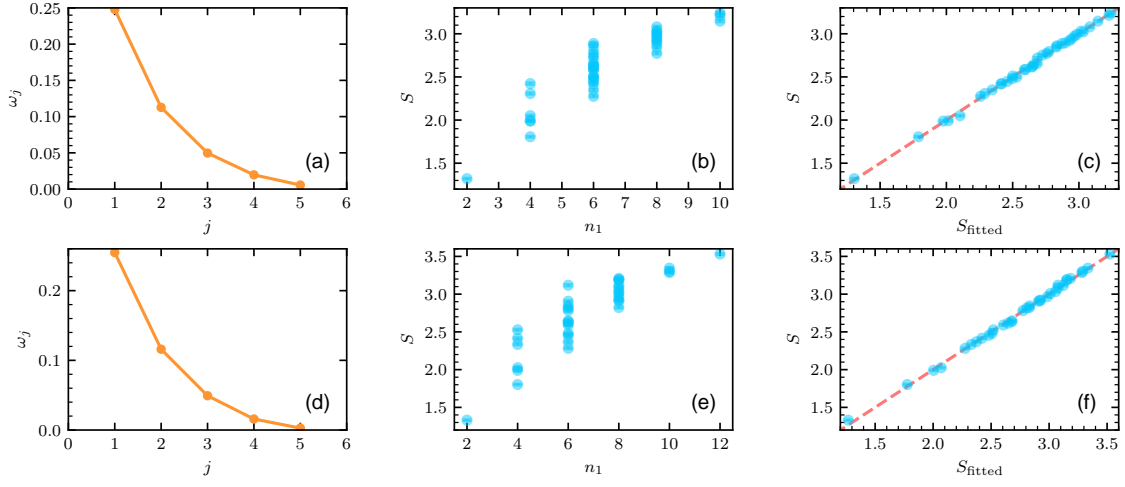 0.25
0.20
0.15
0.10
0.05
0.00
ω_j
0 1 2 3 4 5 6
j
(a)
3.0
2.5
2.0
1.5
S
2 3 4 5 6 7 8 9 10
n_1
(b)
3.0
2.5
2.0
1.5
S
1.5 2.0 2.5 3.0
S_fitted
(c)
0.2
0.1
0.0
ω_j
0 1 2 3 4 5 6
j
(d)
3.5
3.0
2.5
2.0
1.5
S
2 4 6 8 10 12
n_1
(e)
3.5
3.0
2.5
2.0
1.5
S
1.5 2.0 2.5 3.0 3.5
S_fitted
(f)